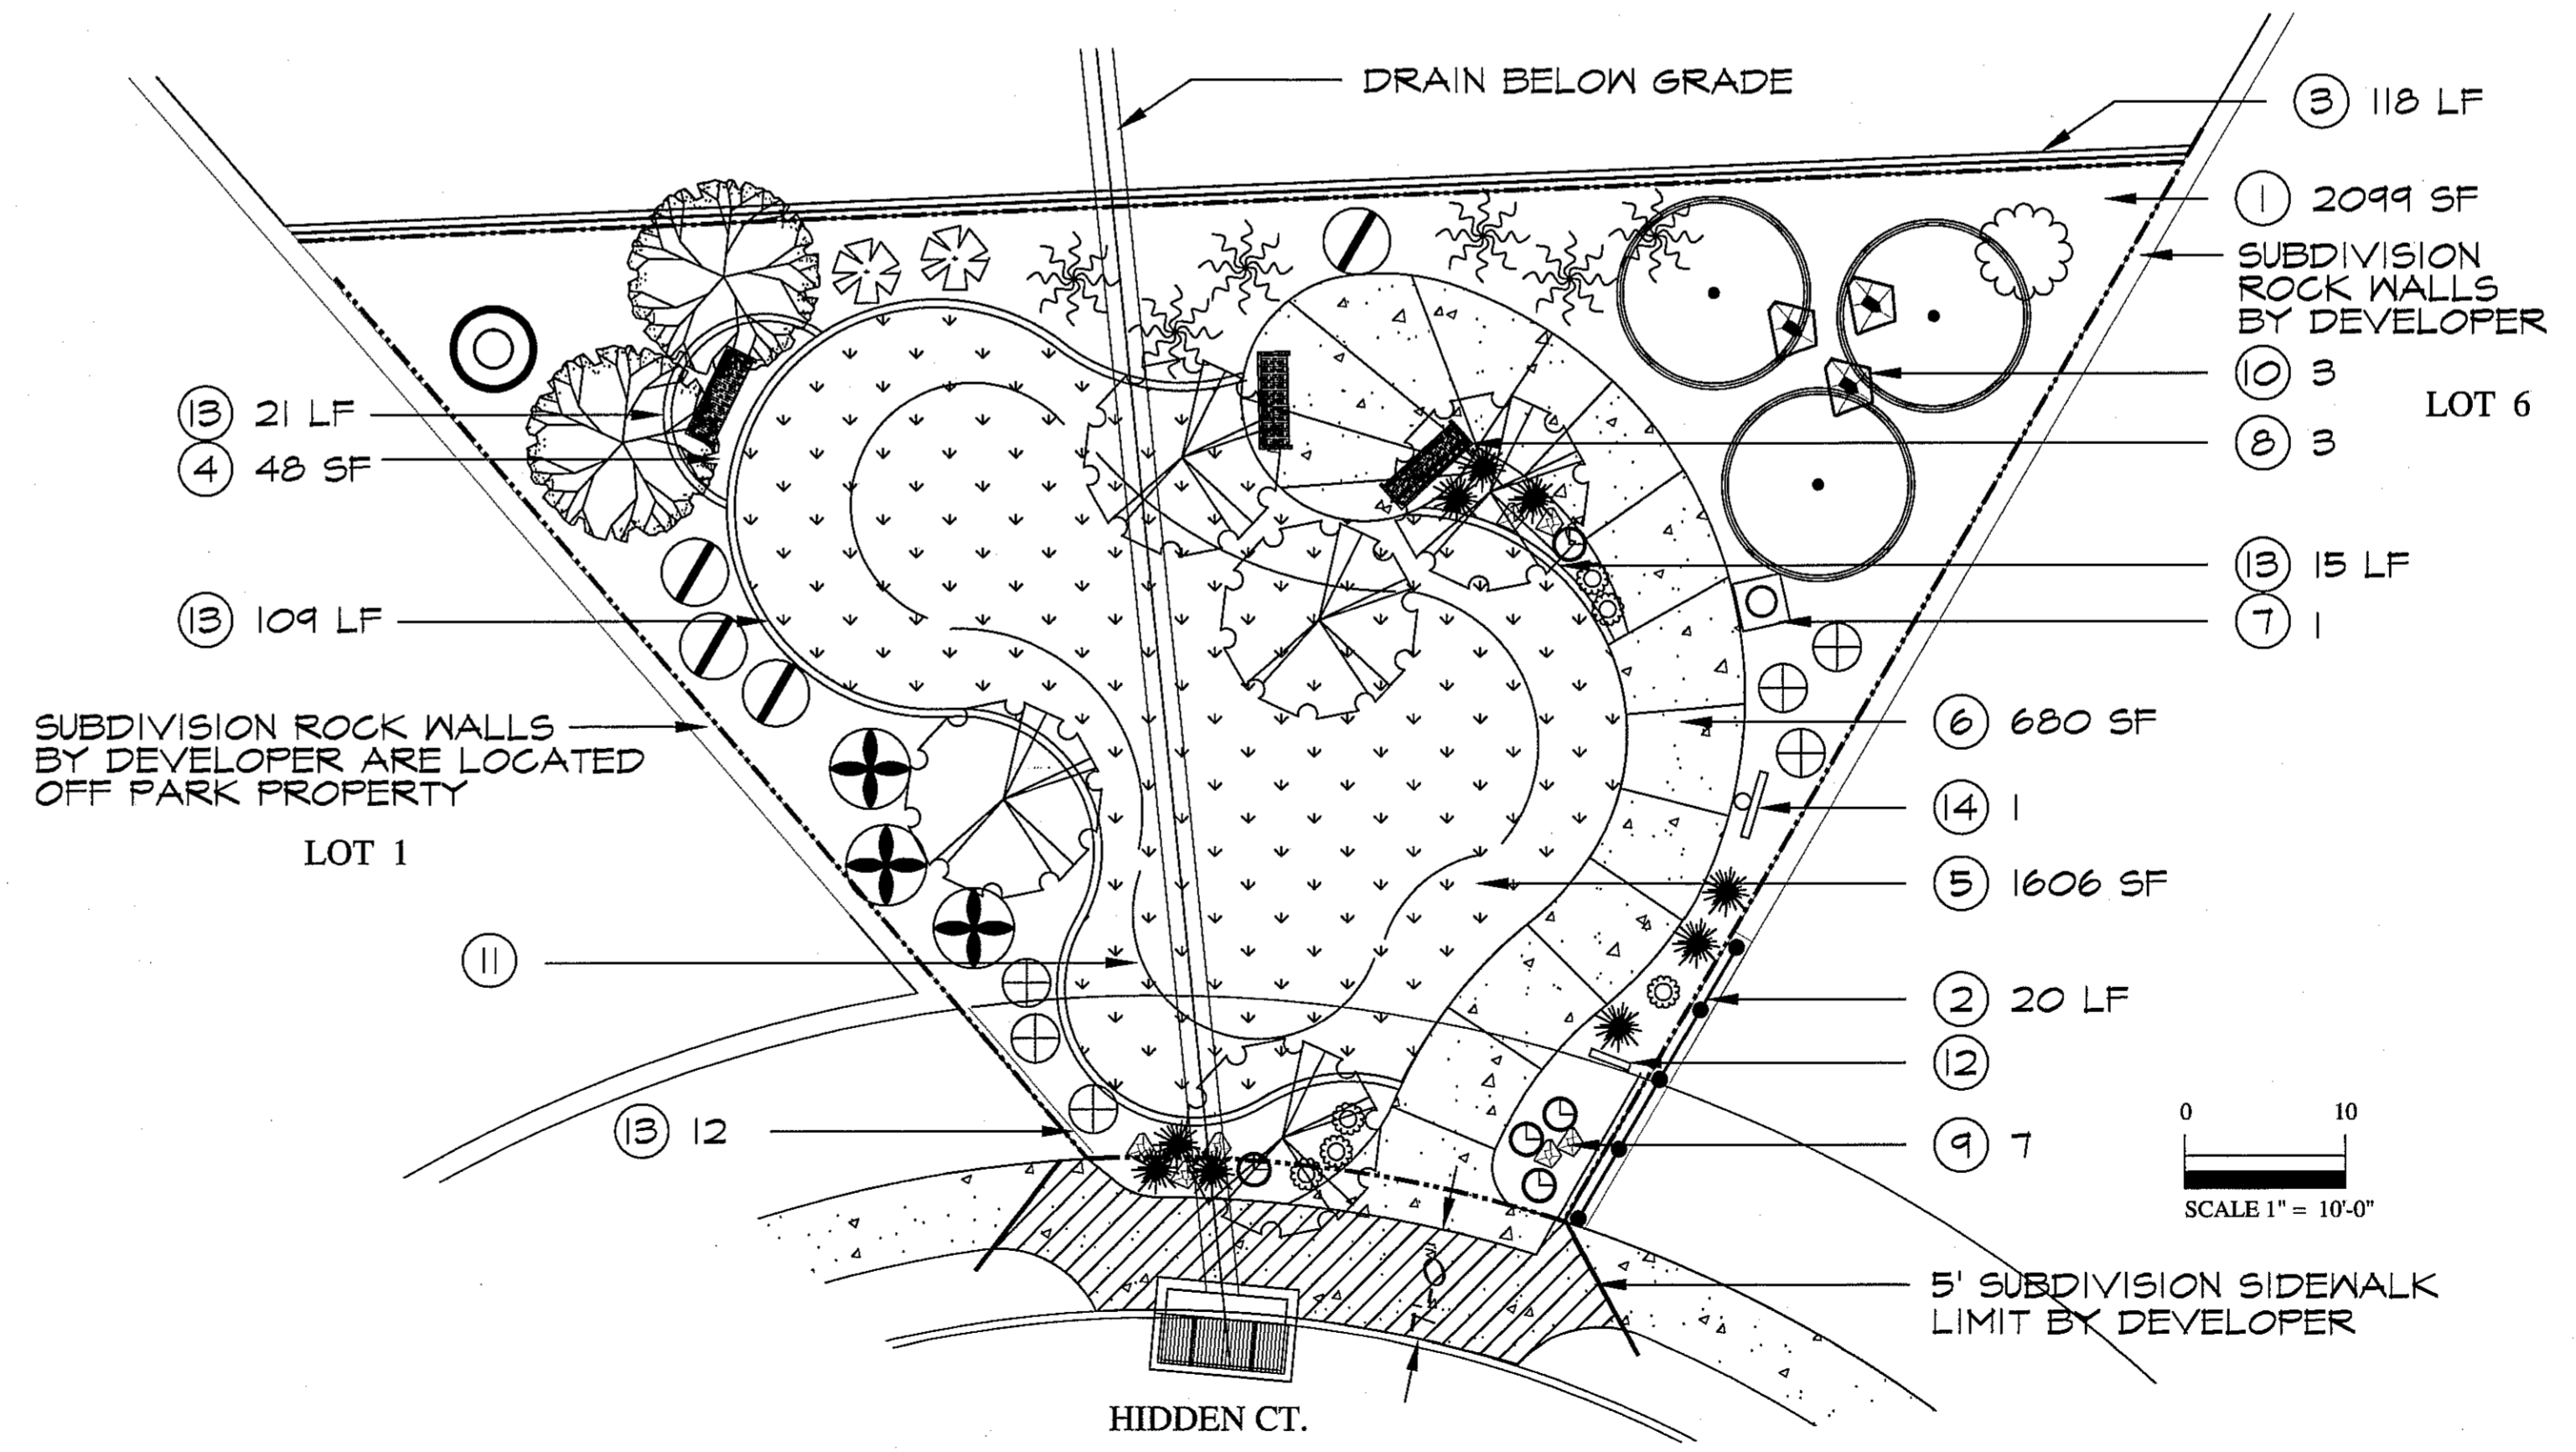 DRAIN BELOW GRADE
3 118 LF
1 2099 SF
SUBDIVISION
ROCK WALLS
BY DEVELOPER
10 3
LOT 6
8 3
13 21 LF
4 48 SF
13 15 LF
7 1
13 109 LF
SUBDIVISION ROCK WALLS
BY DEVELOPER ARE LOCATED
OFF PARK PROPERTY
LOT 1
6 680 SF
14 1
5 1606 SF
11
2 20 LF
12
13 12
9 7
0 10
SCALE 1" = 10'-0"
5' SUBDIVISION SIDEWALK
LIMIT BY DEVELOPER
HIDDEN CT.